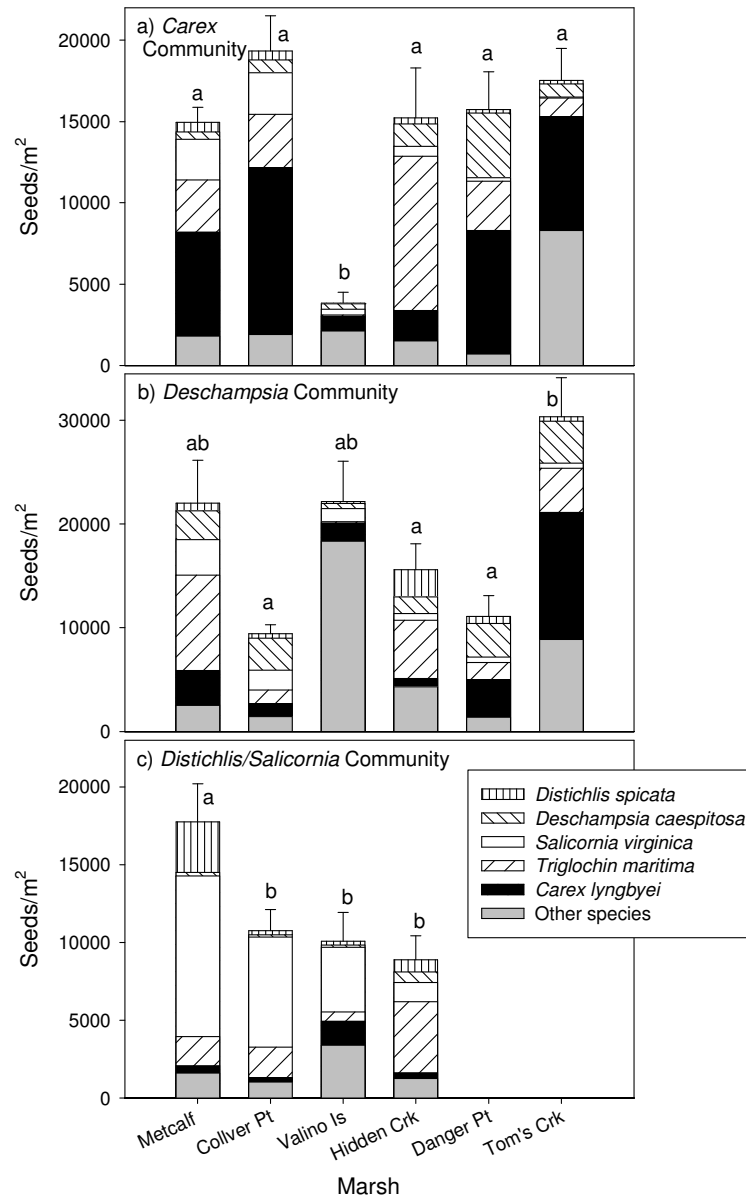 a) Carex
Community
20000
15000
10000
5000
0
Seeds/m²
a
a
b
a
a
a
b) Deschampsia Community
30000
20000
10000
0
Seeds/m²
ab
a
ab
a
a
b
c) Distichlis/Salicornia Community
20000
15000
10000
5000
0
Seeds/m²
a
b
b
b
Distichlis spicata
Deschampsia caespitosa
Salicornia virginica
Triglochin maritima
Carex lyngbyei
Other species
Metcalf
Collver Pt
Valino Is
Hidden Crk
Danger Pt
Tom's Crk
Marsh